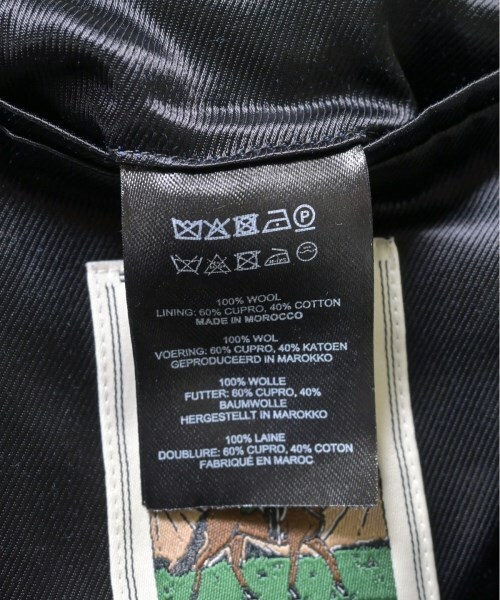 P
100% WOOL
LINING: 60% CUPRO, 40% COTTON
MADE IN MOROCCO
100% WOL
VOERING: 60% CUPRO, 40% KATOEN
GEPRODUCEERD IN MAROKKO
100% WOLLE
FUTTER: 60% CUPRO, 40%
BAUMWOLLE
HERGESTELLT IN MAROKKO
100% LAINE
DOUBLURE: 60% CUPRO, 40% COTON
FABRIQUÉ EN MAROC